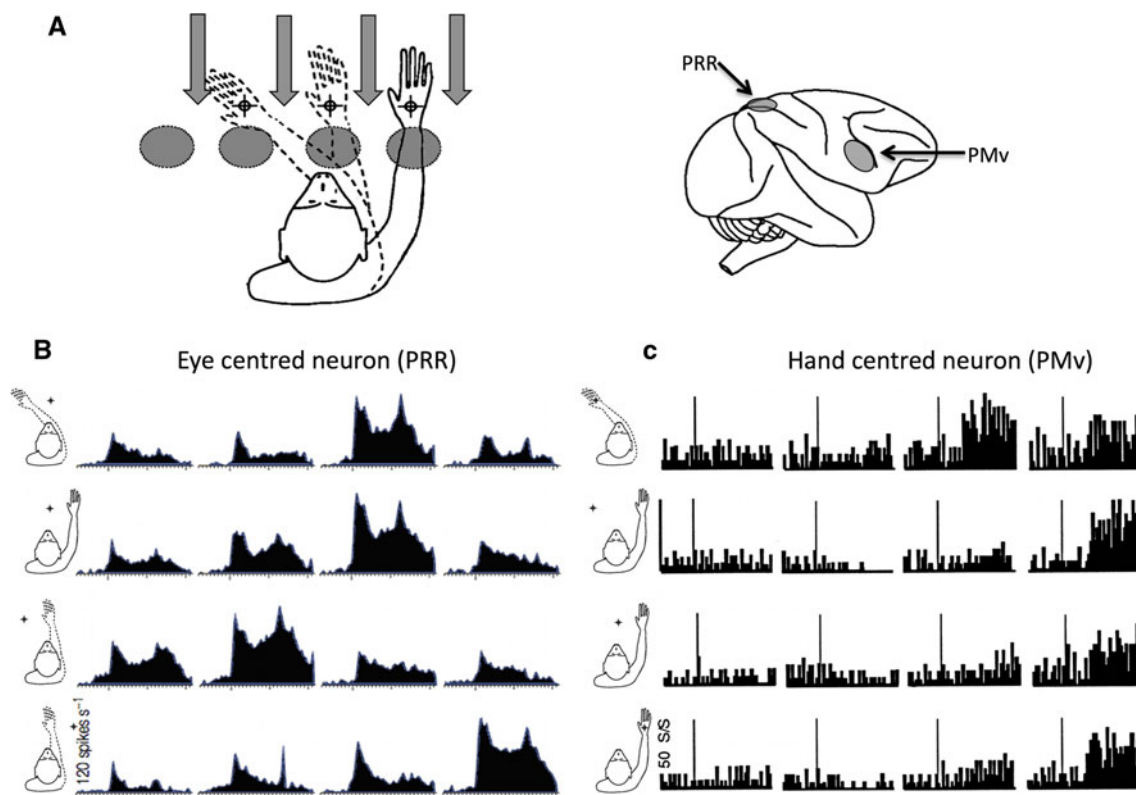 A
PRR
PMv
B
Eye centred neuron (PRR)
c
Hand centred neuron (PMv)
120 spikes s⁻¹
50 S/S